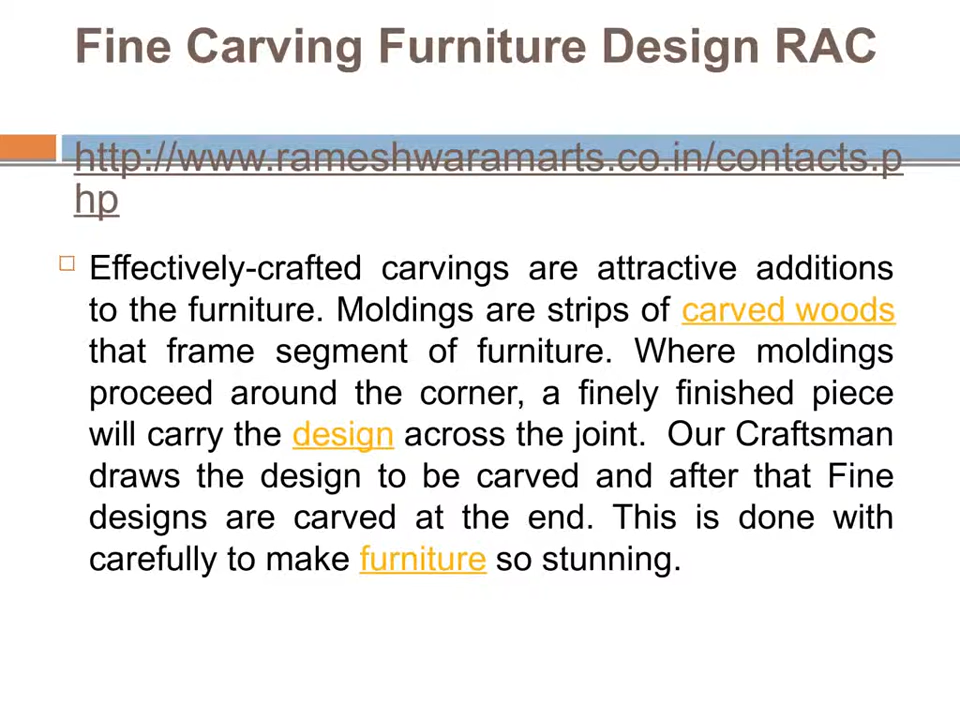 Fine Carving Furniture Design RAC
http://www.rameshwaramarts.co.in/contacts.p
hp
Effectively-crafted carvings are attractive additions
to the furniture. Moldings are strips of carved woods
that frame segment of furniture. Where moldings
proceed around the corner, a finely finished piece
will carry the design across the joint.  Our Craftsman
draws the design to be carved and after that Fine
designs are carved at the end. This is done with
carefully to make furniture so stunning.